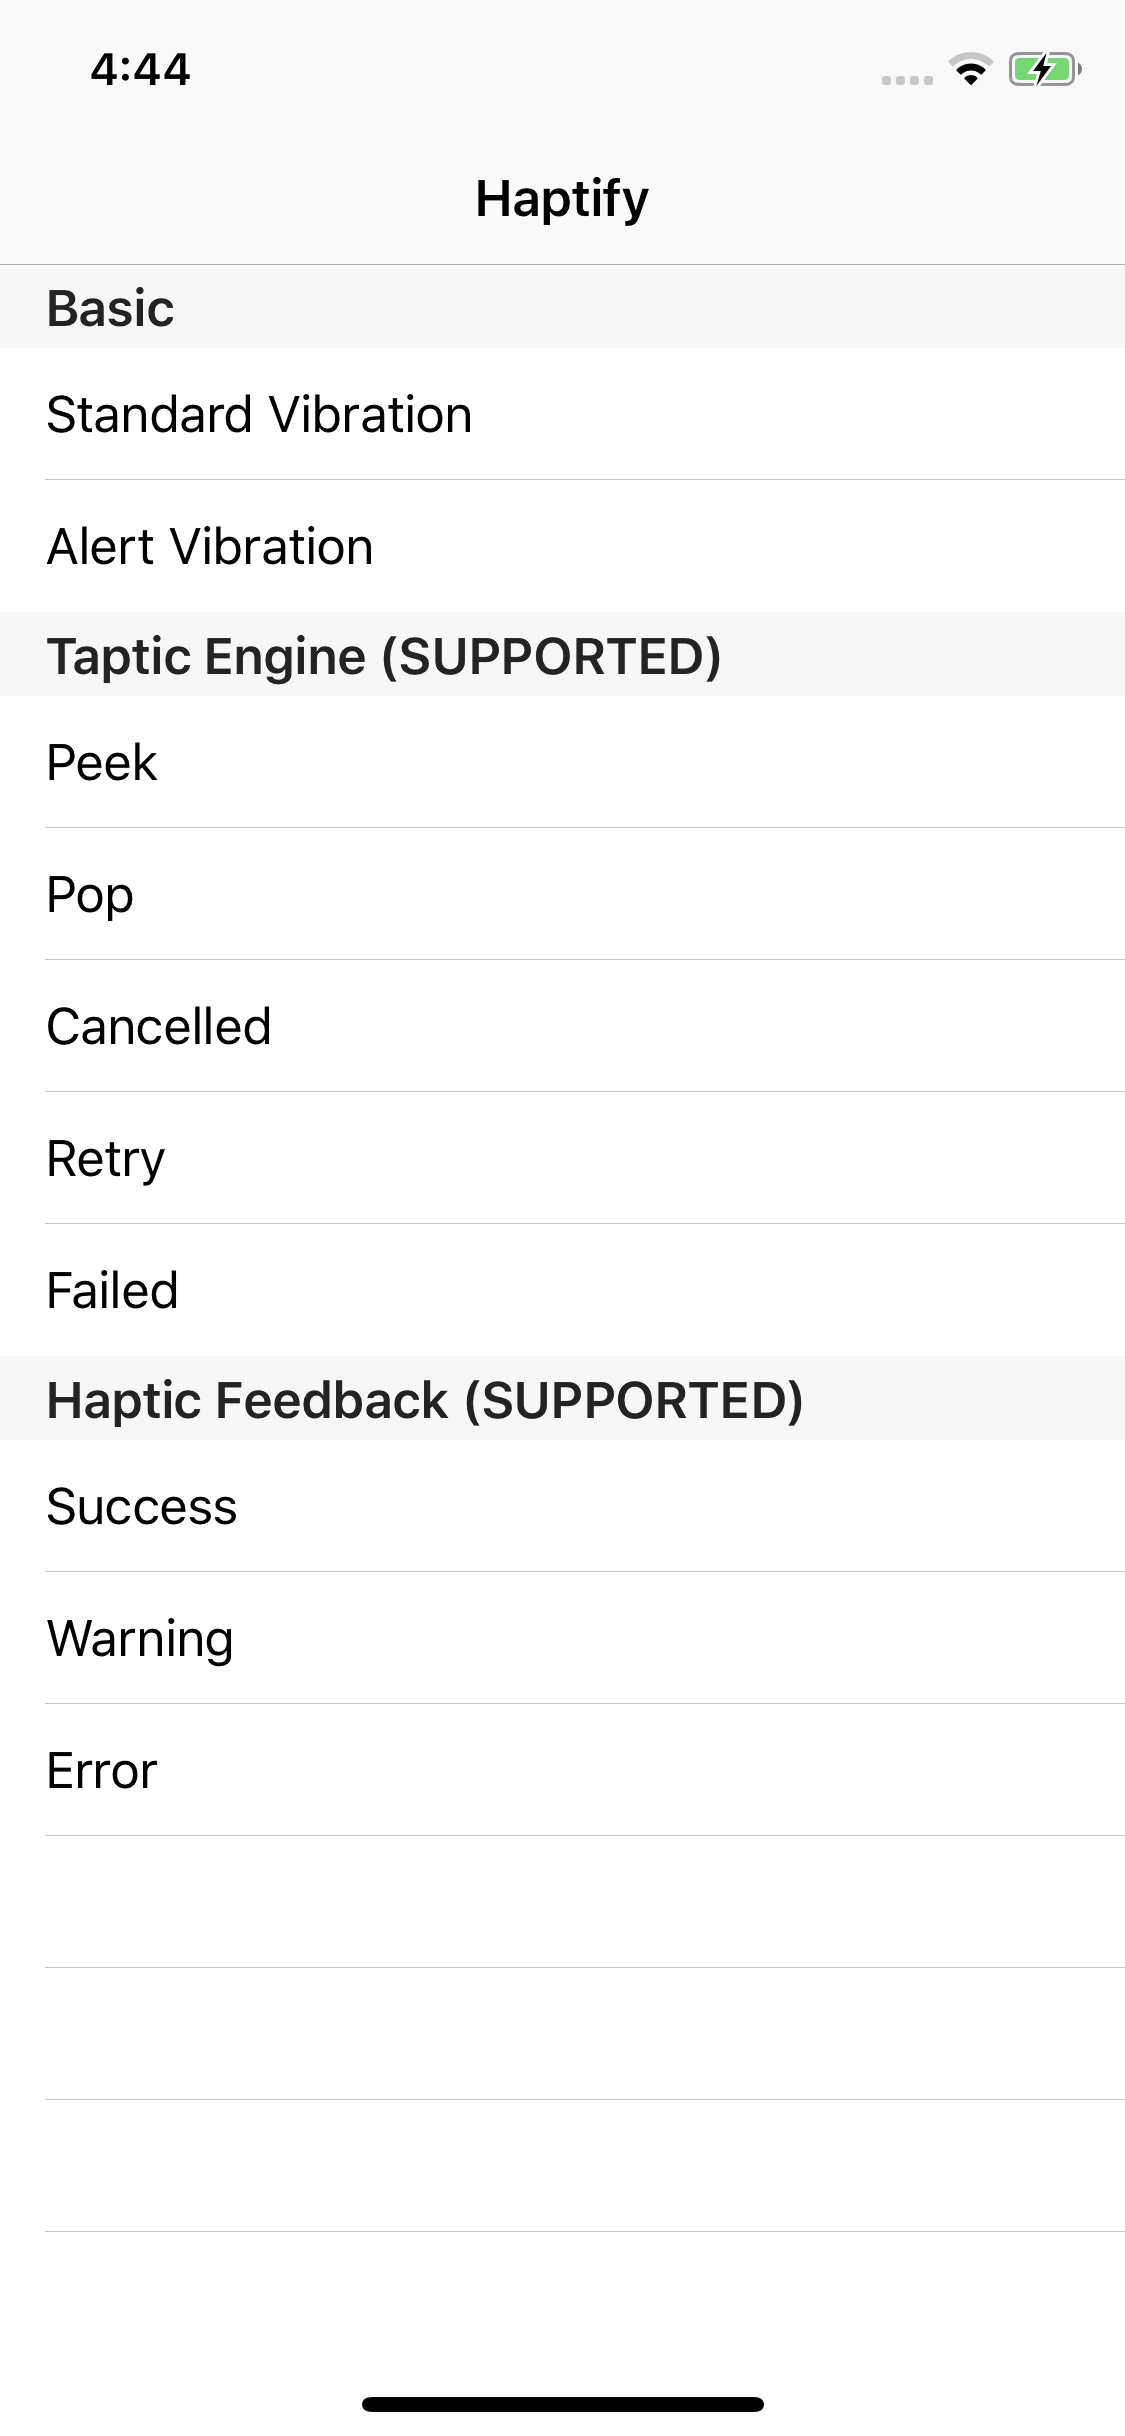 4:44
Haptify
Basic
Standard Vibration
Alert Vibration
Taptic Engine (SUPPORTED)
Peek
Pop
Cancelled
Retry
Failed
Haptic Feedback (SUPPORTED)
Success
Warning
Error